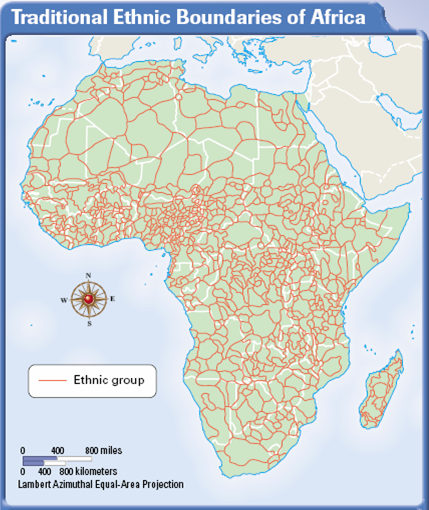 Traditional Ethnic Boundaries of Africa
N
W E
S
Ethnic group
0 400 800 miles
0 400 800 kilometers
Lambert Azimuthal Equal-Area Projection